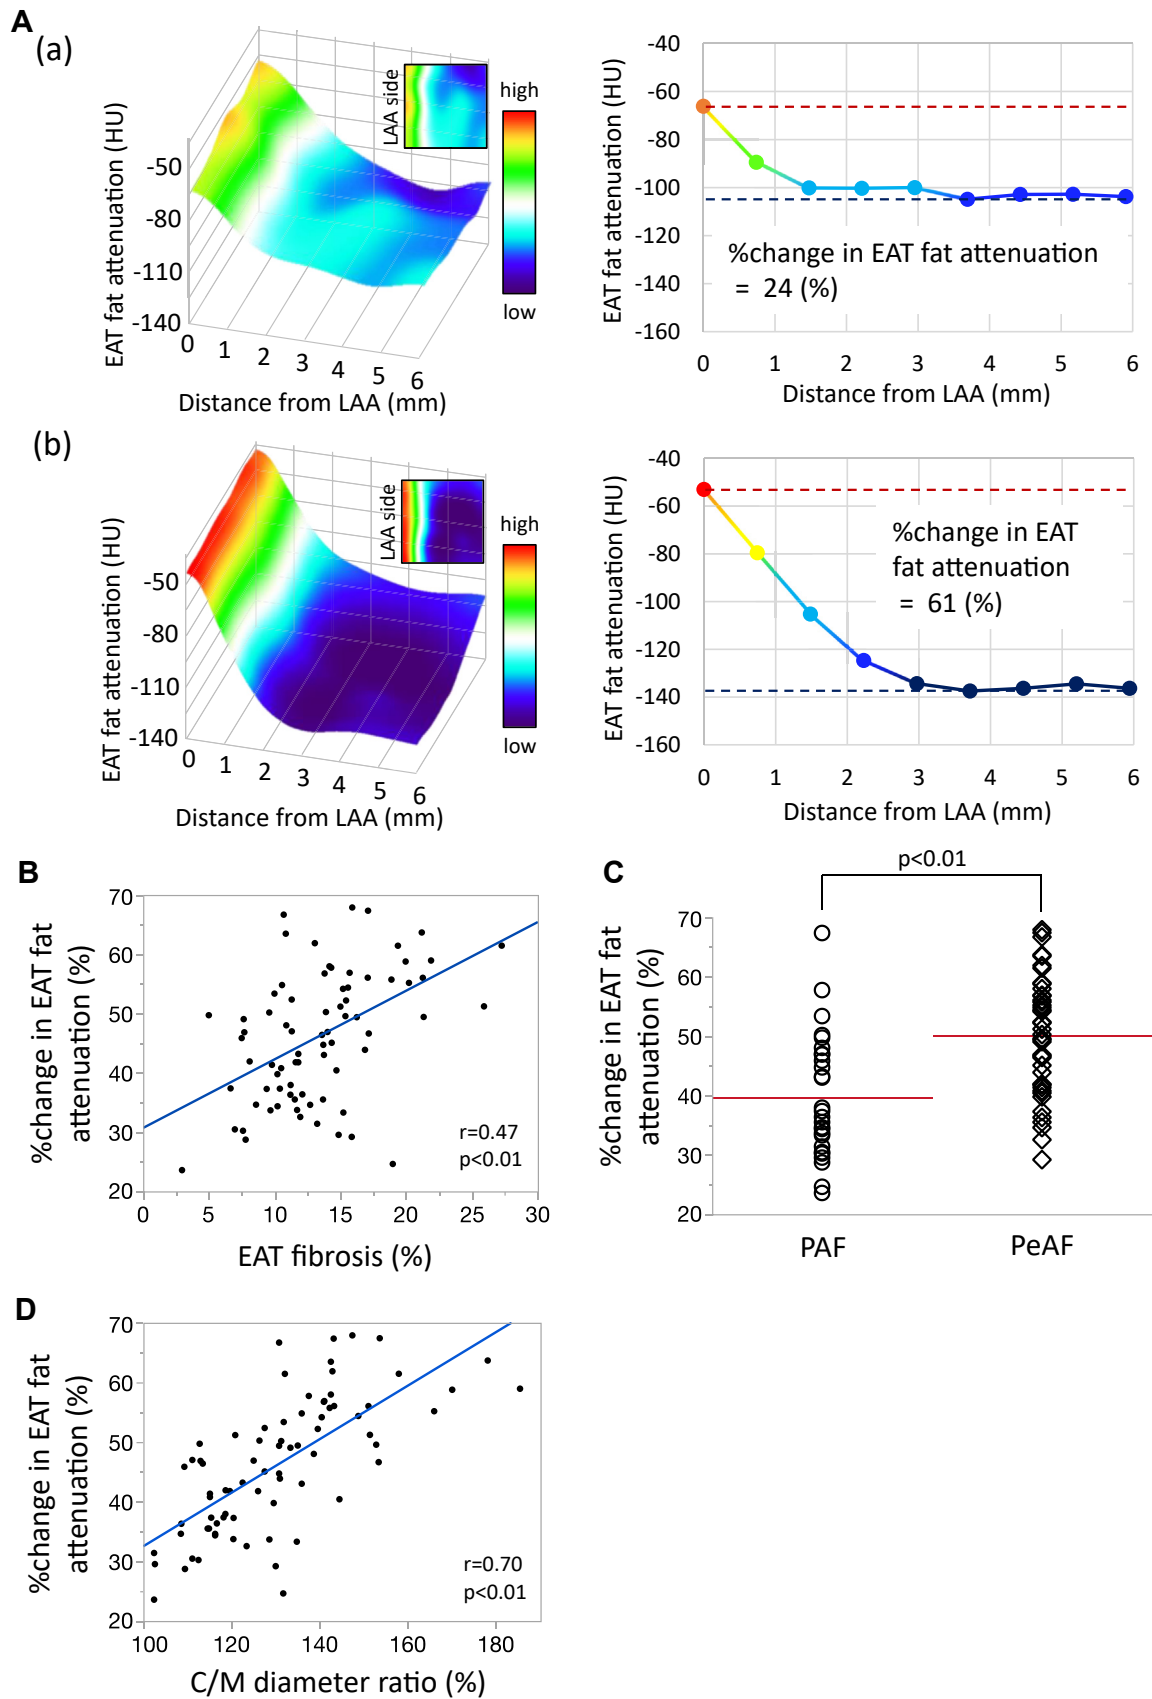 A
(a)
EAT fat attenuation (HU)
-50
-80
-110
-140
0 1 2 3 4 5 6
Distance from LAA (mm)
LAA side
high
low
EAT fat attenuation (HU)
-40
-60
-80
-100
-120
-140
-160
%change in EAT fat attenuation
= 24 (%)
0 1 2 3 4 5 6
Distance from LAA (mm)
(b)
EAT fat attenuation (HU)
-50
-80
-110
-140
0 1 2 3 4 5 6
Distance from LAA (mm)
LAA side
high
low
EAT fat attenuation (HU)
-40
-60
-80
-100
-120
-140
-160
%change in EAT
fat attenuation
= 61 (%)
0 1 2 3 4 5 6
Distance from LAA (mm)
B
%change in EAT fat
attenuation (%)
70
60
50
40
30
20
r=0.47
p<0.01
0 5 10 15 20 25 30
EAT fibrosis (%)
C
p<0.01
%change in EAT fat
attenuation (%)
70
60
50
40
30
20
PAF PeAF
D
%change in EAT fat
attenuation (%)
70
60
50
40
30
20
r=0.70
p<0.01
100 120 140 160 180
C/M diameter ratio (%)